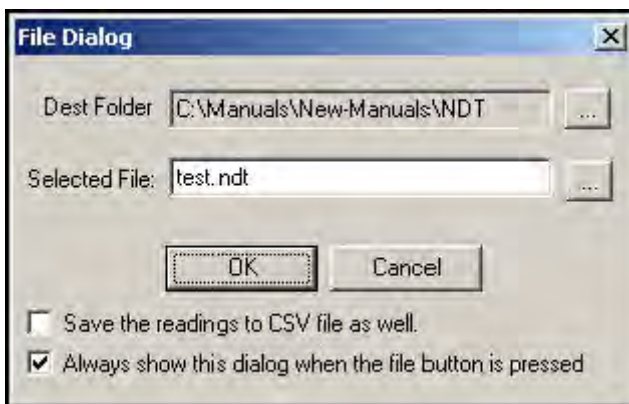 File Dialog
Dest Folder C:\Manuals\New-Manuals\NDT ...
Selected File: test.ndt ...
OK Cancel
Save the readings to CSV file as well.
Always show this dialog when the file button is pressed